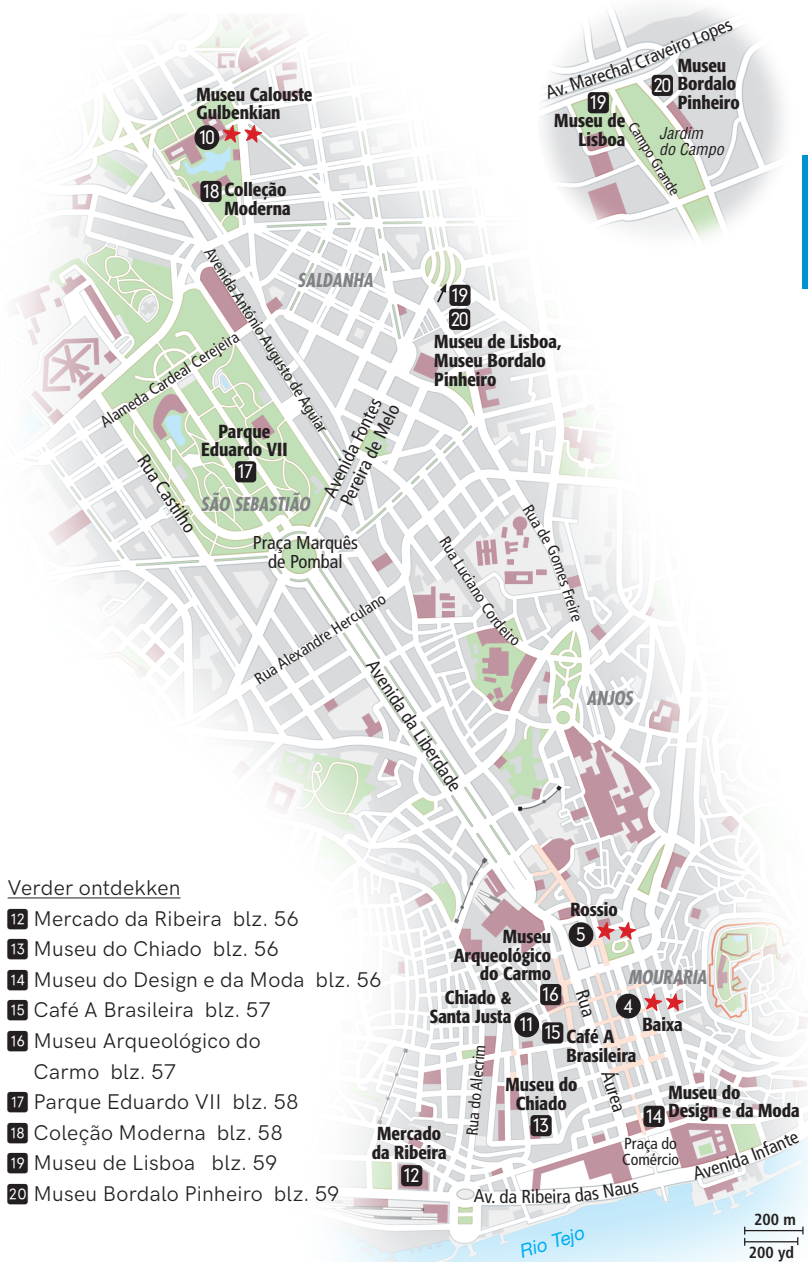 Museu Calouste
Gulbenkian
10
18 Colleção
Moderna
Av. Marechal Craveiro Lopes
19
Museu de
Lisboa
20 Museu
Bordalo
Pinheiro
Campo Grande
Jardim
do Campo
SALDANHA
Avenida António Augusto de Aguiar
19
20
Museu de Lisboa,
Museu Bordalo
Pinheiro
Alameda Cardeal Cerejeira
Parque
Eduardo VII
17
Avenida Fontes
Pereira de Melo
Rua Castilho
SÃO SEBASTIÃO
Praça Marquês
de Pombal
Rua de Gomes Freire
Rua Luciano Cordeiro
Rua Alexandre Herculano
Avenida da Liberdade
ANJOS
Rossio
5
Museu
Arqueológico
do Carmo
16
MOURARIA
4
Baixa
Chiado &
Santa Justa
11
15 Café A
Brasileira
Rua
Aurea
Rua do Alecrim
Museu do
Chiado
13
Museu do
Design e da Moda
14
Praça do
Comércio
Mercado
da Ribeira
12
Av. da Ribeira das Naus
Avenida Infante
Rio Tejo
200 m
200 yd
Verder ontdekken
12 Mercado da Ribeira blz. 56
13 Museu do Chiado blz. 56
14 Museu do Design e da Moda blz. 56
15 Café A Brasileira blz. 57
16 Museu Arqueológico do
Carmo blz. 57
17 Parque Eduardo VII blz. 58
18 Coleção Moderna blz. 58
19 Museu de Lisboa blz. 59
20 Museu Bordalo Pinheiro blz. 59